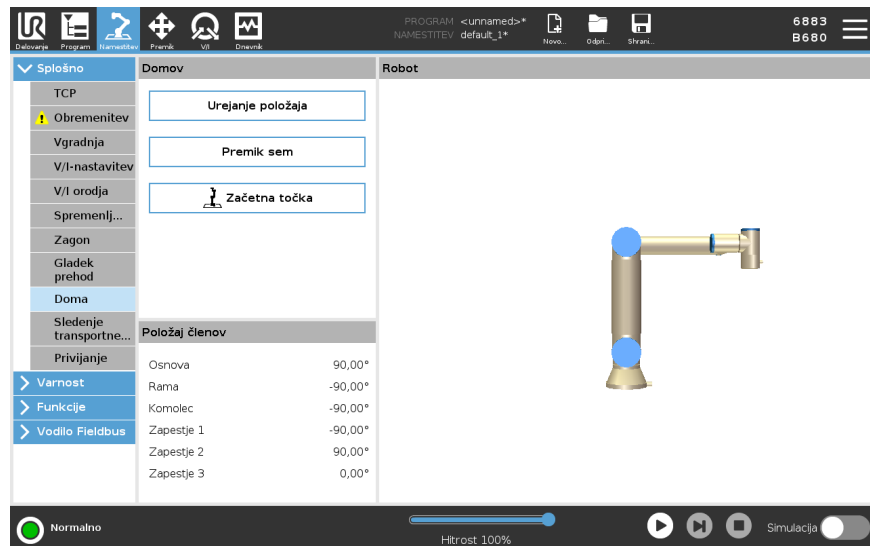 Delovanje
Program
Namestitev
Premik
V/I
Dnevnik
PROGRAM <unnamed>*
NAMESTITEV default_1*
Novo...
Odpri...
Shrani...
6883
B680
Splošno
TCP
Obremenitev
Vgradnja
V/I-nastavitev
V/I orodja
Spremenlj...
Zagon
Gladek
prehod
Doma
Sledenje
transportne...
Privijanje
Varnost
Funkcije
Vodilo Fieldbus
Domov
Urejanje položaja
Premik sem
Začetna točka
Položaj členov
Osnova 90,00°
Rama -90,00°
Komolec -90,00°
Zapestje 1 -90,00°
Zapestje 2 90,00°
Zapestje 3 0,00°
Robot
Normalno
Hitrost 100%
Simulacija